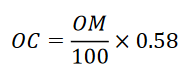 OC = OM/100 × 0.58